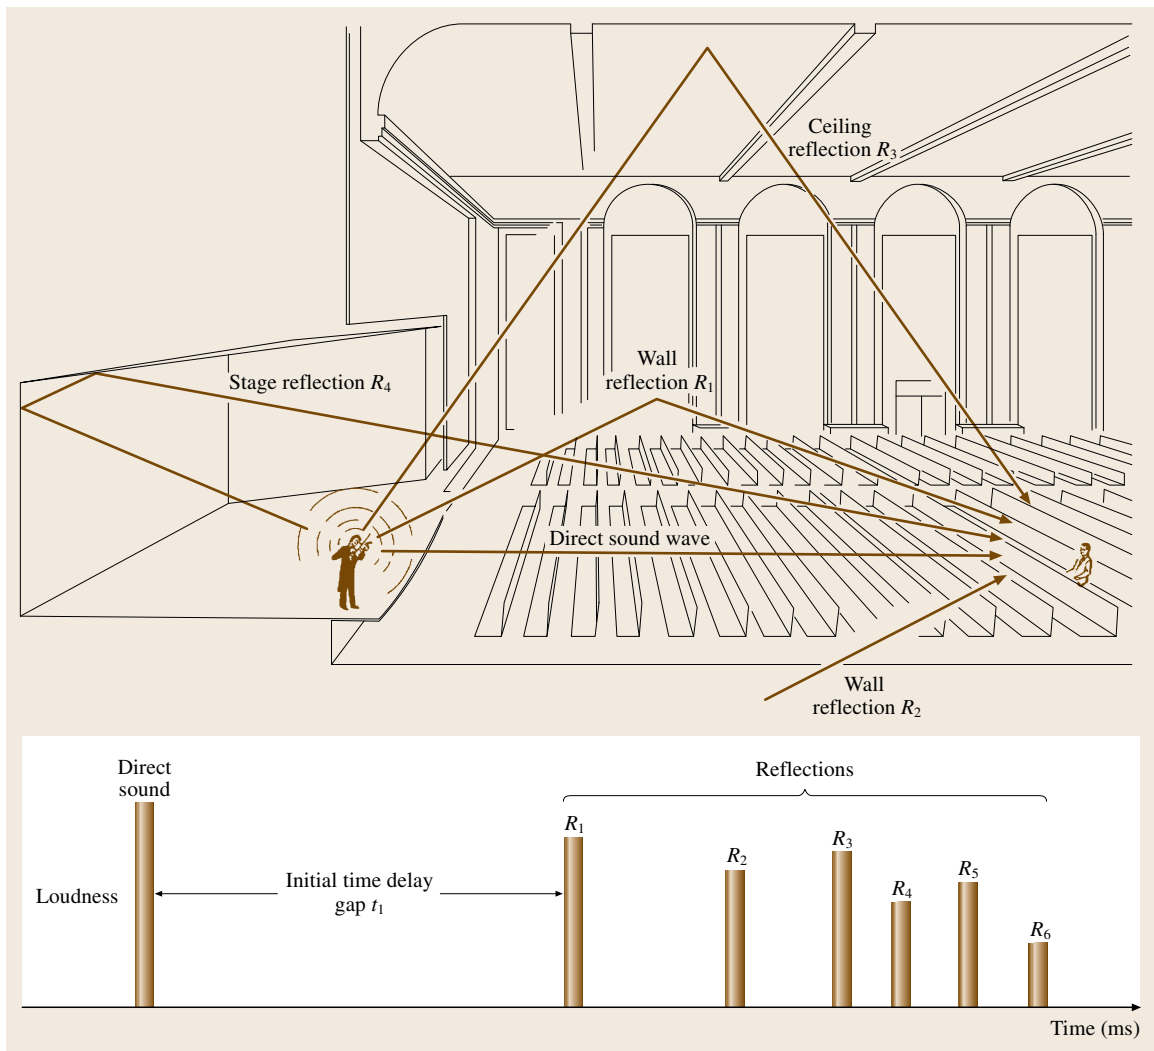 Ceiling
reflection R₃
Wall
reflection R₁
Stage reflection R₄
Direct sound wave
Wall
reflection R₂
Direct
sound
Reflections
R₁
R₂
R₃
R₄
R₅
R₆
Loudness
Initial time delay
gap t₁
Time (ms)